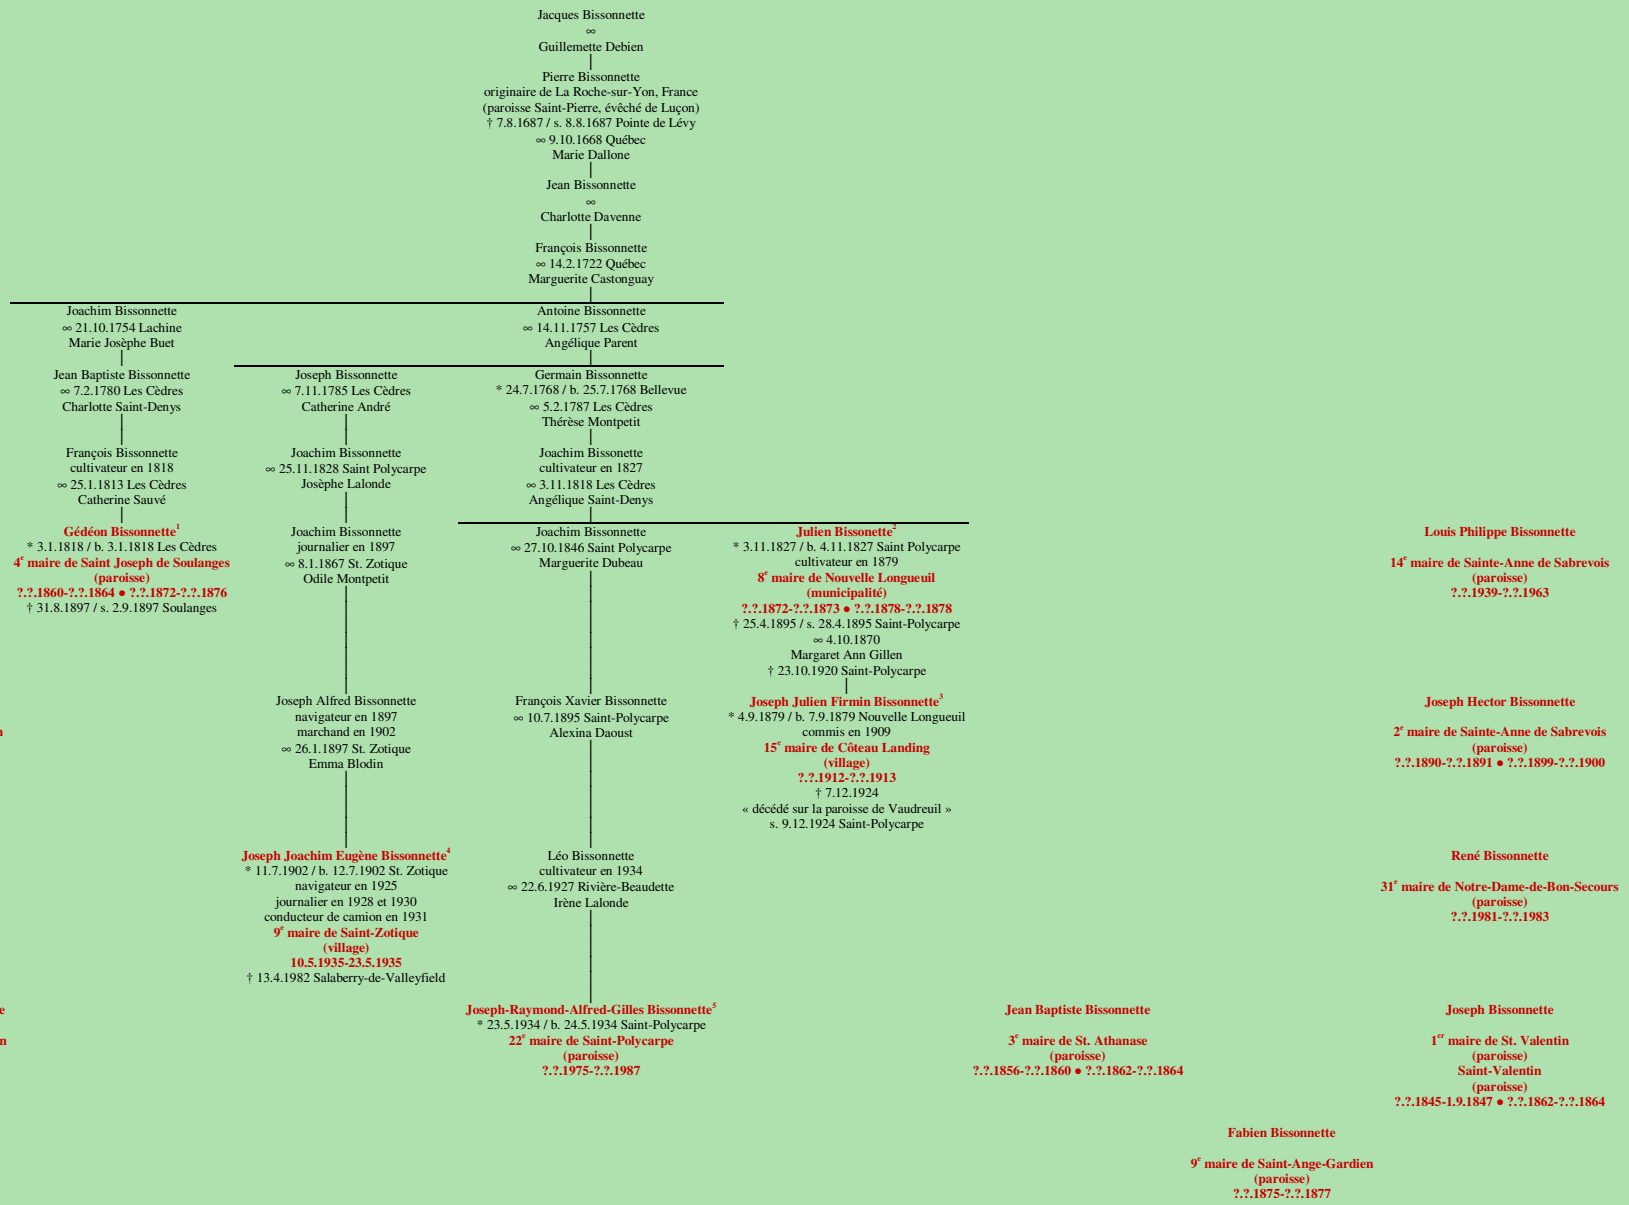 Jacques Bissonnette
∞
Guillemette Debien
Pierre Bissonnette
originaire de La Roche-sur-Yon, France
(paroisse Saint-Pierre, évêché de Luçon)
† 7.8.1687 / s. 8.8.1687 Pointe de Lévy
∞ 9.10.1668 Québec
Marie Dallone
Jean Bissonnette
∞
Charlotte Davenne
François Bissonnette
∞ 14.2.1722 Québec
Marguerite Castonguay
Joachim Bissonnette
∞ 21.10.1754 Lachine
Marie Josèphe Buet
Antoine Bissonnette
∞ 14.11.1757 Les Cèdres
Angélique Parent
Jean Baptiste Bissonnette
∞ 7.2.1780 Les Cèdres
Charlotte Saint-Denys
Joseph Bissonnette
∞ 7.11.1785 Les Cèdres
Catherine André
Germain Bissonnette
* 24.7.1768 / b. 25.7.1768 Bellevue
∞ 5.2.1787 Les Cèdres
Thérèse Montpetit
François Bissonnette
cultivateur en 1818
∞ 25.1.1813 Les Cèdres
Catherine Sauvé
Joachim Bissonnette
∞ 25.11.1828 Saint Polycarpe
Josèphe Lalonde
Joachim Bissonette
cultivateur en 1827
∞ 3.11.1818 Les Cèdres
Angélique Saint-Denys
Gédéon Bissonnette1
* 3.1.1818 / b. 3.1.1818 Les Cèdres
4e maire de Saint Joseph de Soulanges
(paroisse)
?.?.1860-?.?.1864 ● ?.?.1872-?.?.1876
† 31.8.1897 / s. 2.9.1897 Soulanges
Joachim Bissonnette
journalier en 1897
∞ 8.1.1867 St. Zotique
Odile Montpetit
Joachim Bissonnette
∞ 27.10.1846 Saint Polycarpe
Marguerite Dubeau
Julien Bissonette2
* 3.11.1827 / b. 4.11.1827 Saint Polycarpe
cultivateur en 1879
8e maire de Nouvelle Longueuil
(municipalité)
?.?.1872-?.?.1873 ● ?.?.1878-?.?.1878
† 25.4.1895 / s. 28.4.1895 Saint-Polycarpe
∞ 4.10.1870
Margaret Ann Gillen
† 23.10.1920 Saint-Polycarpe
Louis Philippe Bissonnette
14e maire de Sainte-Anne de Sabrevois
(paroisse)
?.?.1939-?.?.1963
n
Joseph Alfred Bissonnette
navigateur en 1897
marchand en 1902
∞ 26.1.1897 St. Zotique
Emma Blodin
François Xavier Bissonnette
∞ 10.7.1895 Saint-Polycarpe
Alexina Daoust
Joseph Julien Firmin Bissonnette3
* 4.9.1879 / b. 7.9.1879 Nouvelle Longueuil
commis en 1909
15e maire de Côteau Landing
(village)
?.?.1912-?.?.1913
† 7.12.1924
« décédé sur la paroisse de Vaudreuil »
s. 9.12.1924 Saint-Polycarpe
Joseph Hector Bissonnette
2e maire de Sainte-Anne de Sabrevois
(paroisse)
?.?.1890-?.?.1891 ● ?.?.1899-?.?.1900
Joseph Joachim Eugène Bissonnette4
* 11.7.1902 / b. 12.7.1902 St. Zotique
navigateur en 1925
journalier en 1928 et 1930
conducteur de camion en 1931
9e maire de Saint-Zotique
(village)
10.5.1935-23.5.1935
† 13.4.1982 Salaberry-de-Valleyfield
Léo Bissonnette
cultivateur en 1934
∞ 22.6.1927 Rivière-Beaudette
Irène Lalonde
René Bissonnette
31e maire de Notre-Dame-de-Bon-Secours
(paroisse)
?.?.1981-?.?.1983
e
n
Joseph-Raymond-Alfred-Gilles Bissonnette5
* 23.5.1934 / b. 24.5.1934 Saint-Polycarpe
22e maire de Saint-Polycarpe
(paroisse)
?.?.1975-?.?.1987
Jean Baptiste Bissonnette
3e maire de St. Athanase
(paroisse)
?.?.1856-?.?.1860 ● ?.?.1862-?.?.1864
Joseph Bissonnette
1er maire de St. Valentin
(paroisse)
Saint-Valentin
(paroisse)
?.?.1845-1.9.1847 ● ?.?.1862-?.?.1864
Fabien Bissonnette
9e maire de Saint-Ange-Gardien
(paroisse)
?.?.1875-?.?.1877